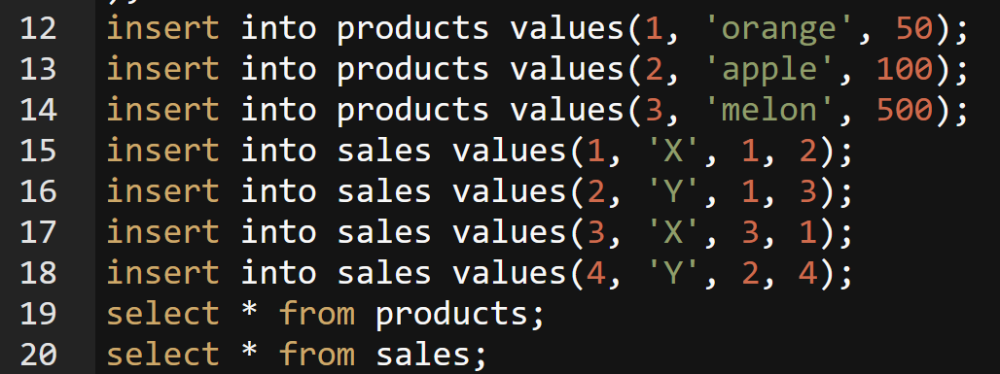 12 insert into products values(1, 'orange', 50);
13 insert into products values(2, 'apple', 100);
14 insert into products values(3, 'melon', 500);
15 insert into sales values(1, 'X', 1, 2);
16 insert into sales values(2, 'Y', 1, 3);
17 insert into sales values(3, 'X', 3, 1);
18 insert into sales values(4, 'Y', 2, 4);
19 select * from products;
20 select * from sales;